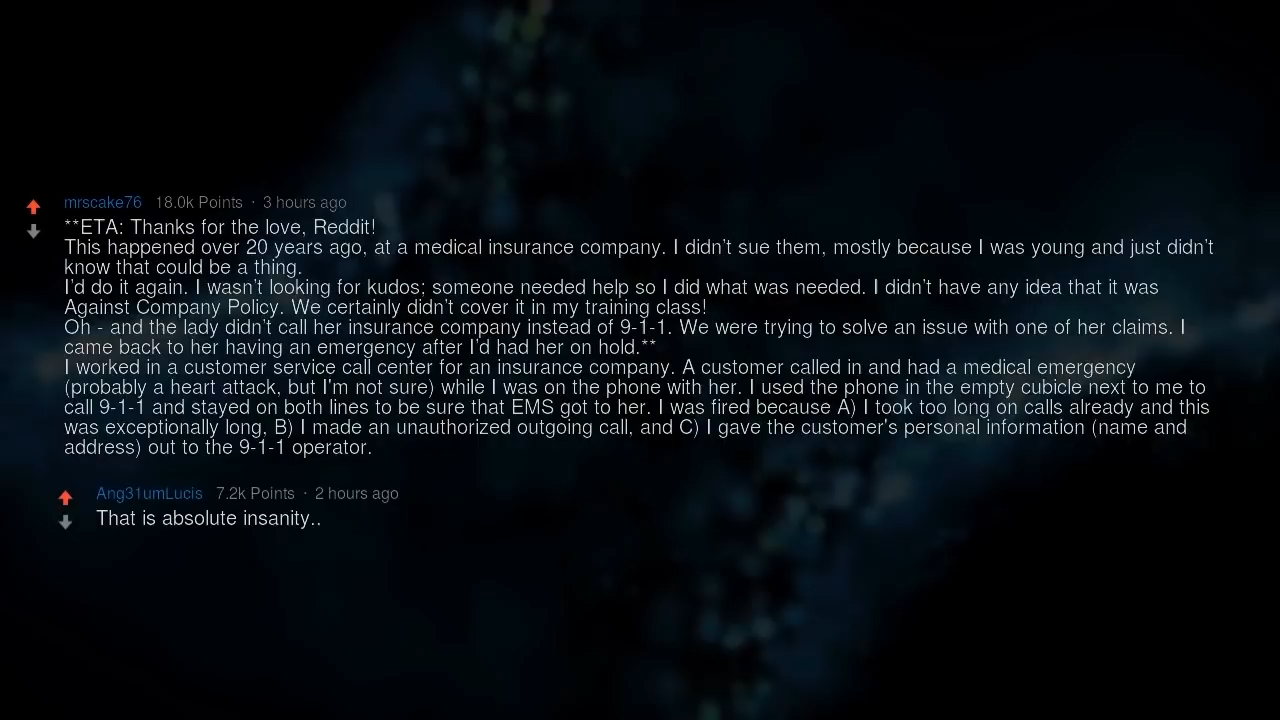 mrscake76 18.0k Points · 3 hours ago
**ETA: Thanks for the love, Reddit!
This happened over 20 years ago, at a medical insurance company. I didn't sue them, mostly because I was young and just didn't
know that could be a thing.
I'd do it again. I wasn't looking for kudos; someone needed help so I did what was needed. I didn't have any idea that it was
Against Company Policy. We certainly didn't cover it in my training class!
Oh - and the lady didn't call her insurance company instead of 9-1-1. We were trying to solve an issue with one of her claims. I
came back to her having an emergency after I'd had her on hold.**
I worked in a customer service call center for an insurance company. A customer called in and had a medical emergency
(probably a heart attack, but I'm not sure) while I was on the phone with her. I used the phone in the empty cubicle next to me to
call 9-1-1 and stayed on both lines to be sure that EMS got to her. I was fired because A) I took too long on calls already and this
was exceptionally long, B) I made an unauthorized outgoing call, and C) I gave the customer's personal information (name and
address) out to the 9-1-1 operator.
Ang31umLucis 7.2k Points · 2 hours ago
That is absolute insanity..